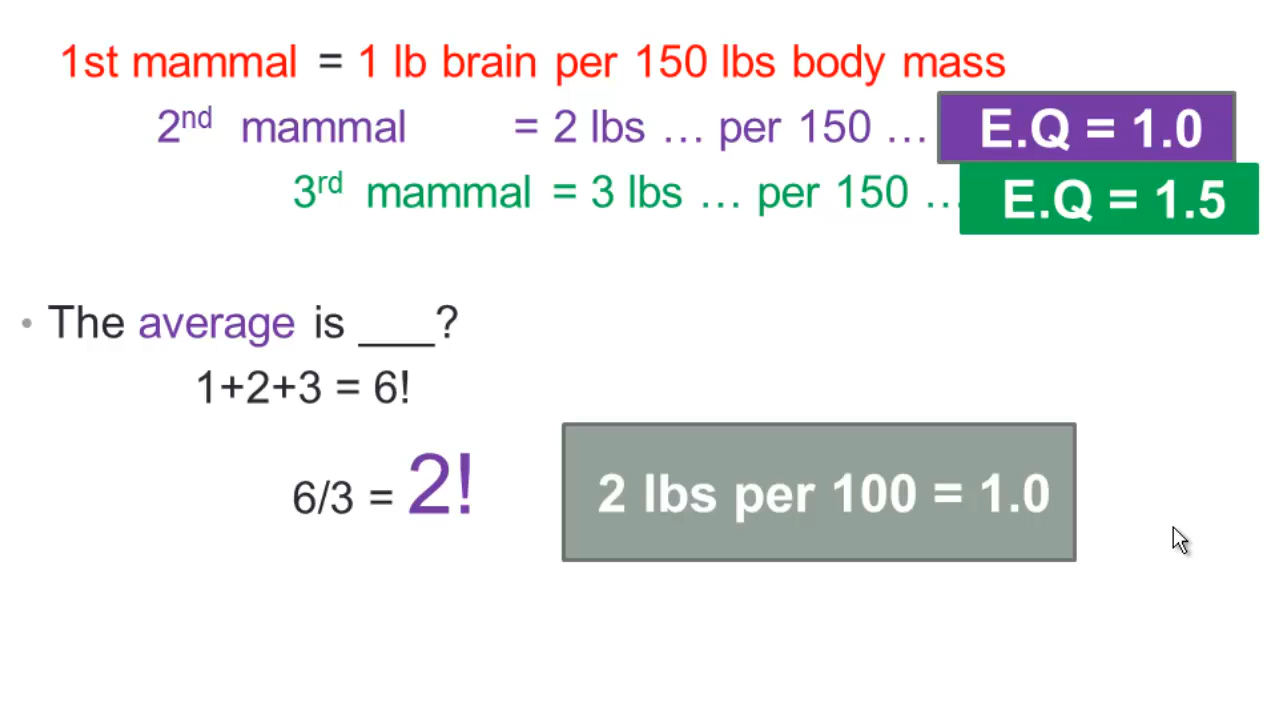 1st mammal = 1 lb brain per 150 lbs body mass
2nd mammal = 2 lbs … per 150 … E.Q = 1.0
3rd mammal = 3 lbs … per 150 … E.Q = 1.5
• The average is ___?
1+2+3 = 6!
6/3 = 2! 2 lbs per 100 = 1.0